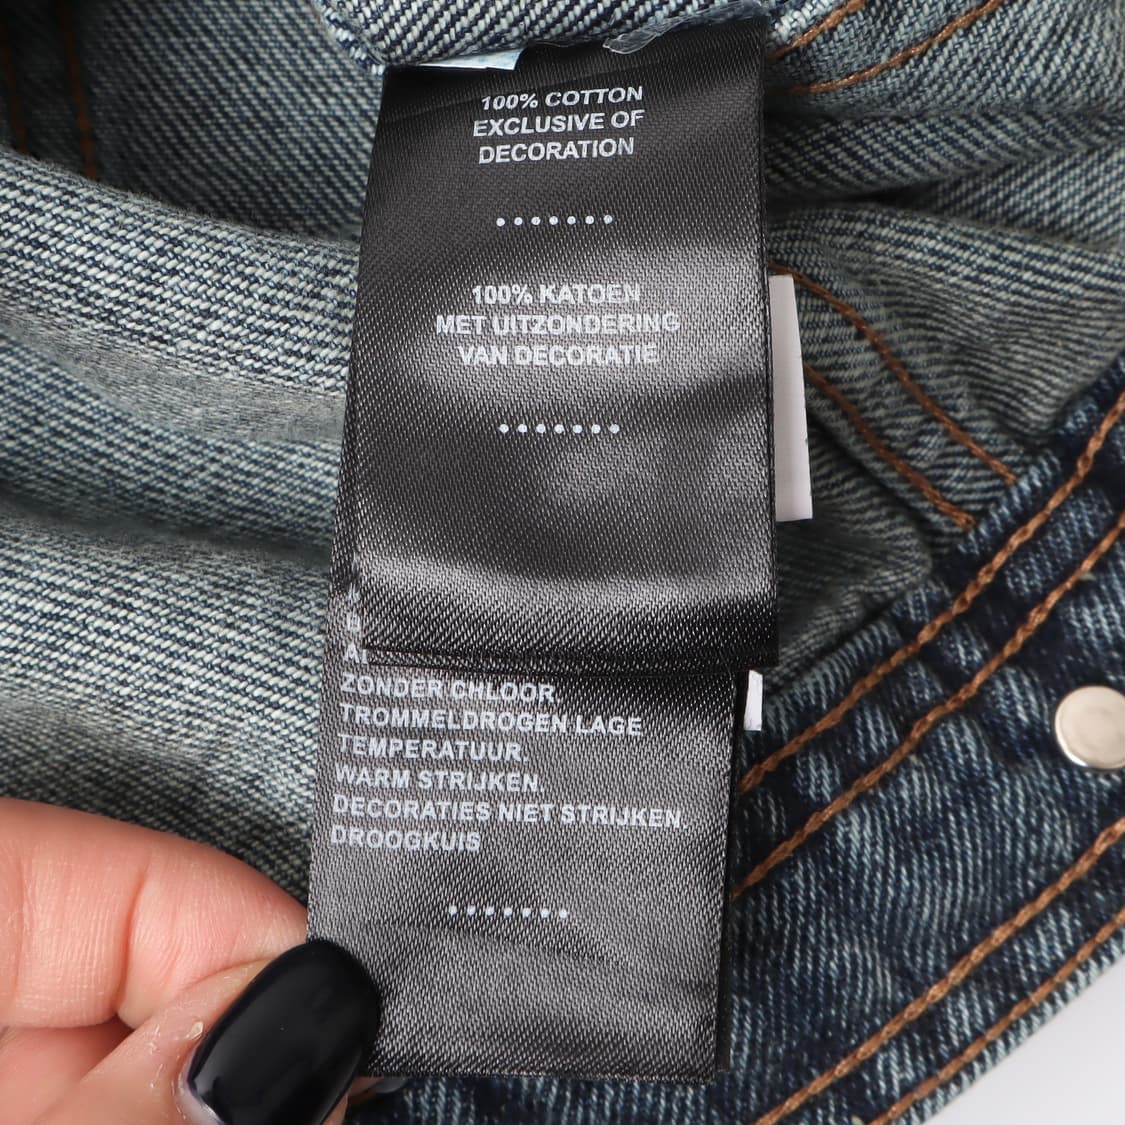 100% COTTON
EXCLUSIVE OF
DECORATION
100% KATOEN
MET UITZONDERING
VAN DECORATIE
ZONDER CHLOOR.
TROMMELDROGEN LAGE
TEMPERATUUR.
WARM STRIJKEN.
DECORATIES NIET STRIJKEN.
DROOGKUIS